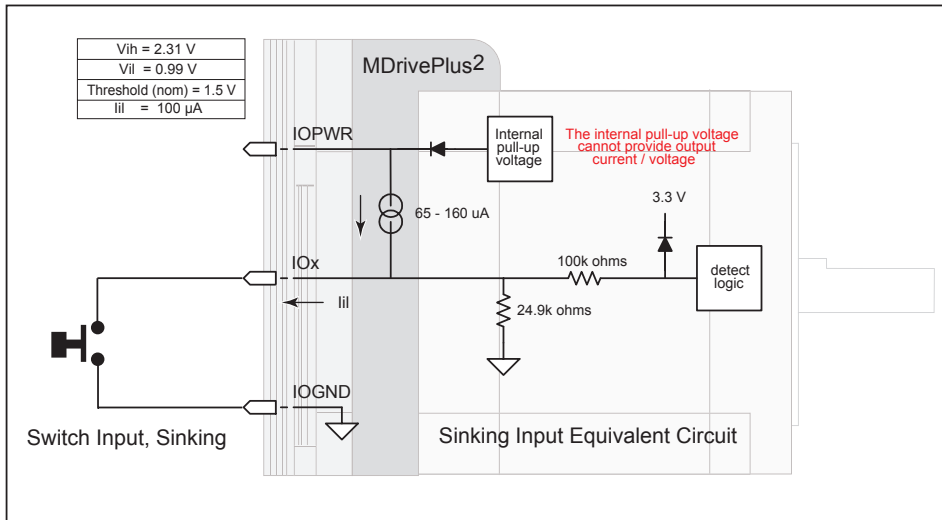 Vih = 2.31 V
Vil = 0.99 V
Threshold (nom) = 1.5 V
Iil = 100 µA
MDrivePlus2
IOPWR
Internal
pull-up
voltage
The internal pull-up voltage
cannot provide output
current / voltage
65 - 160 uA
3.3 V
IOx
100k ohms
detect
logic
Iil
24.9k ohms
IOGND
Switch Input, Sinking
Sinking Input Equivalent Circuit